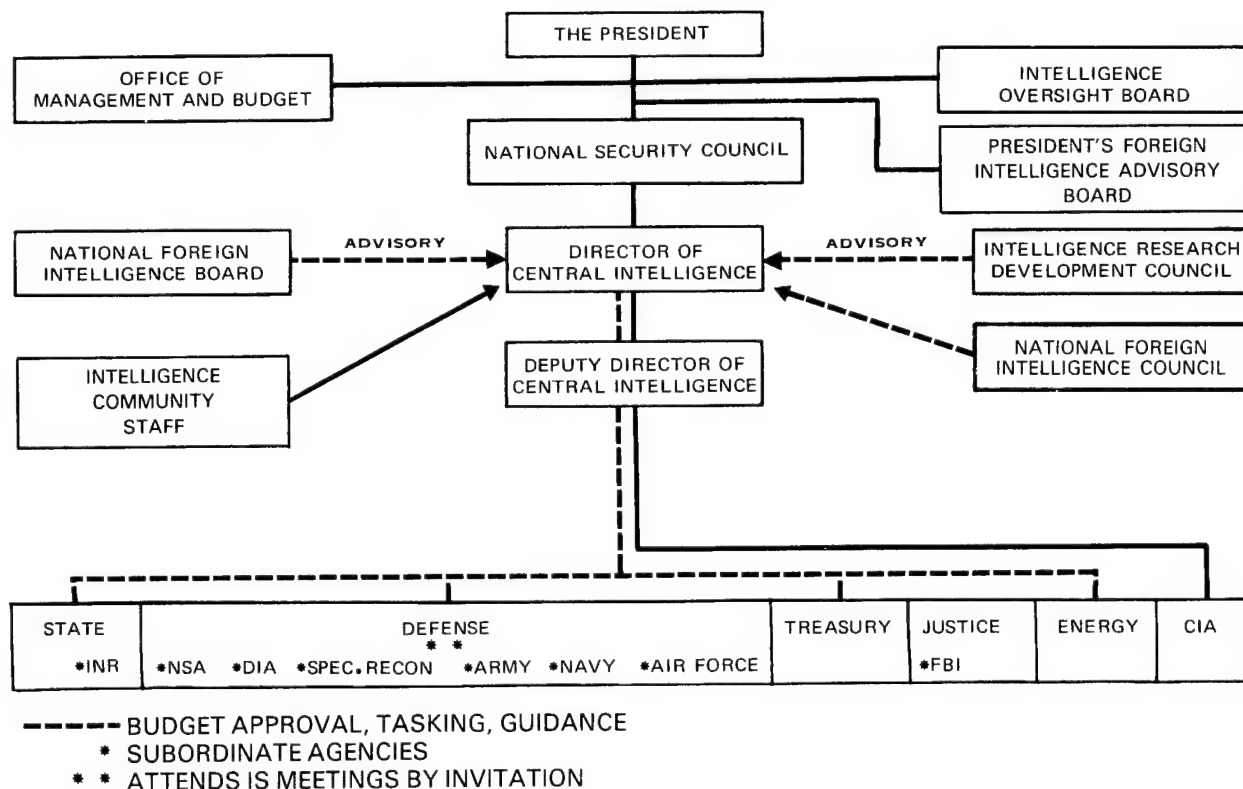 THE PRESIDENT
OFFICE OF
MANAGEMENT AND BUDGET
INTELLIGENCE
OVERSIGHT BOARD
NATIONAL SECURITY COUNCIL
PRESIDENT'S FOREIGN
INTELLIGENCE ADVISORY
BOARD
NATIONAL FOREIGN
INTELLIGENCE BOARD
ADVISORY
DIRECTOR OF
CENTRAL INTELLIGENCE
ADVISORY
INTELLIGENCE RESEARCH
DEVELOPMENT COUNCIL
INTELLIGENCE
COMMUNITY
STAFF
DEPUTY DIRECTOR OF
CENTRAL INTELLIGENCE
NATIONAL FOREIGN
INTELLIGENCE COUNCIL
STATE
*INR
DEFENSE
* *
*NSA *DIA *SPEC.RECON *ARMY *NAVY *AIR FORCE
TREASURY
JUSTICE
*FBI
ENERGY
CIA
BUDGET APPROVAL, TASKING, GUIDANCE
* SUBORDINATE AGENCIES
* * ATTENDS IS MEETINGS BY INVITATION